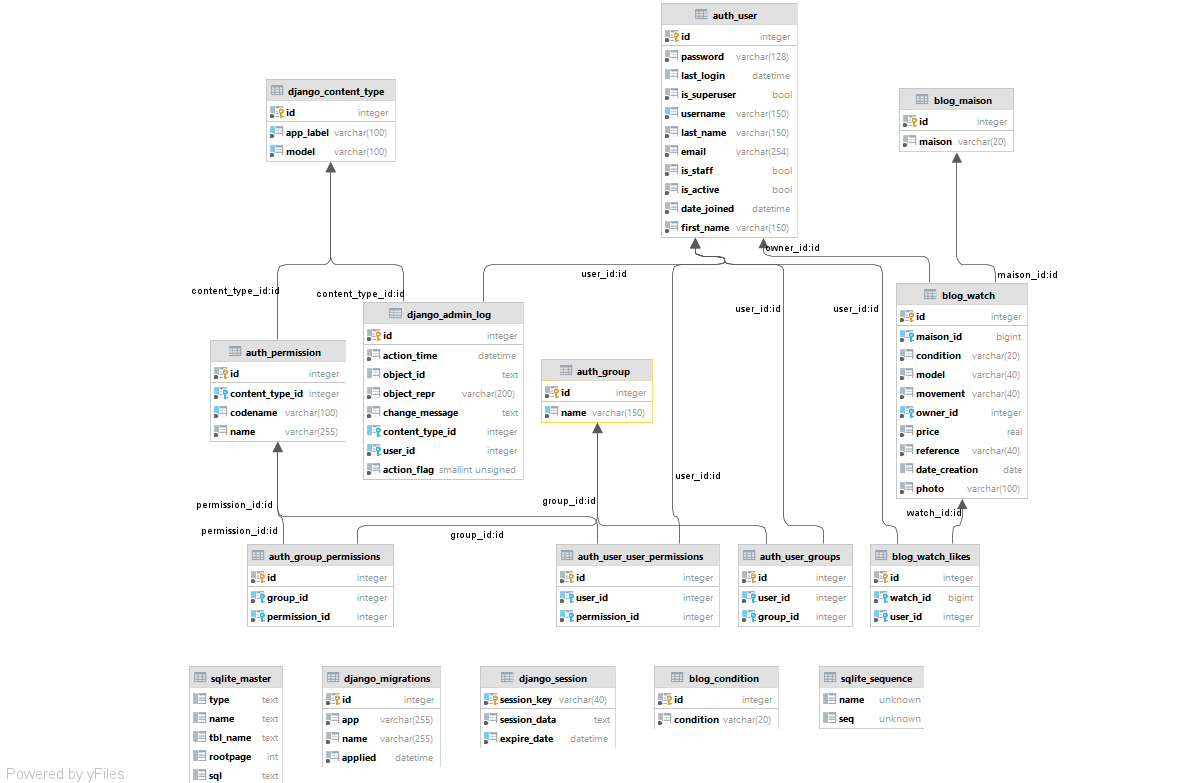 auth_user
id integer
password varchar(128)
last_login datetime
is_superuser bool
username varchar(150)
last_name varchar(150)
email varchar(254)
is_staff bool
is_active bool
date_joined datetime
first_name varchar(150)
django_content_type
id integer
app_label varchar(100)
model varchar(100)
blog_maison
id integer
maison varchar(20)
owner_id:id
user_id:id
maison_id:id
content_type_id:id
content_type_id:id
user_id:id
user_id:id
blog_watch
id integer
maison_id bigint
condition varchar(20)
model varchar(40)
movement varchar(40)
owner_id integer
price real
reference varchar(40)
date_creation date
photo varchar(100)
django_admin_log
id integer
action_time datetime
object_id text
object_repr varchar(200)
change_message text
content_type_id integer
user_id integer
action_flag smallint unsigned
auth_permission
id integer
content_type_id integer
codename varchar(100)
name varchar(255)
auth_group
id integer
name varchar(150)
user_id:id
permission_id:id
group_id:id
watch_id:id
permission_id:id
group_id:id
auth_group_permissions
id integer
group_id integer
permission_id integer
auth_user_user_permissions
id integer
user_id integer
permission_id integer
auth_user_groups
id integer
user_id integer
group_id integer
blog_watch_likes
id integer
watch_id bigint
user_id integer
sqlite_master
type text
name text
tbl_name text
rootpage int
sql text
django_migrations
id integer
app varchar(255)
name varchar(255)
applied datetime
django_session
session_key varchar(40)
session_data text
expire_date datetime
blog_condition
id integer
condition varchar(20)
sqlite_sequence
name unknown
seq unknown
Powered by yFiles